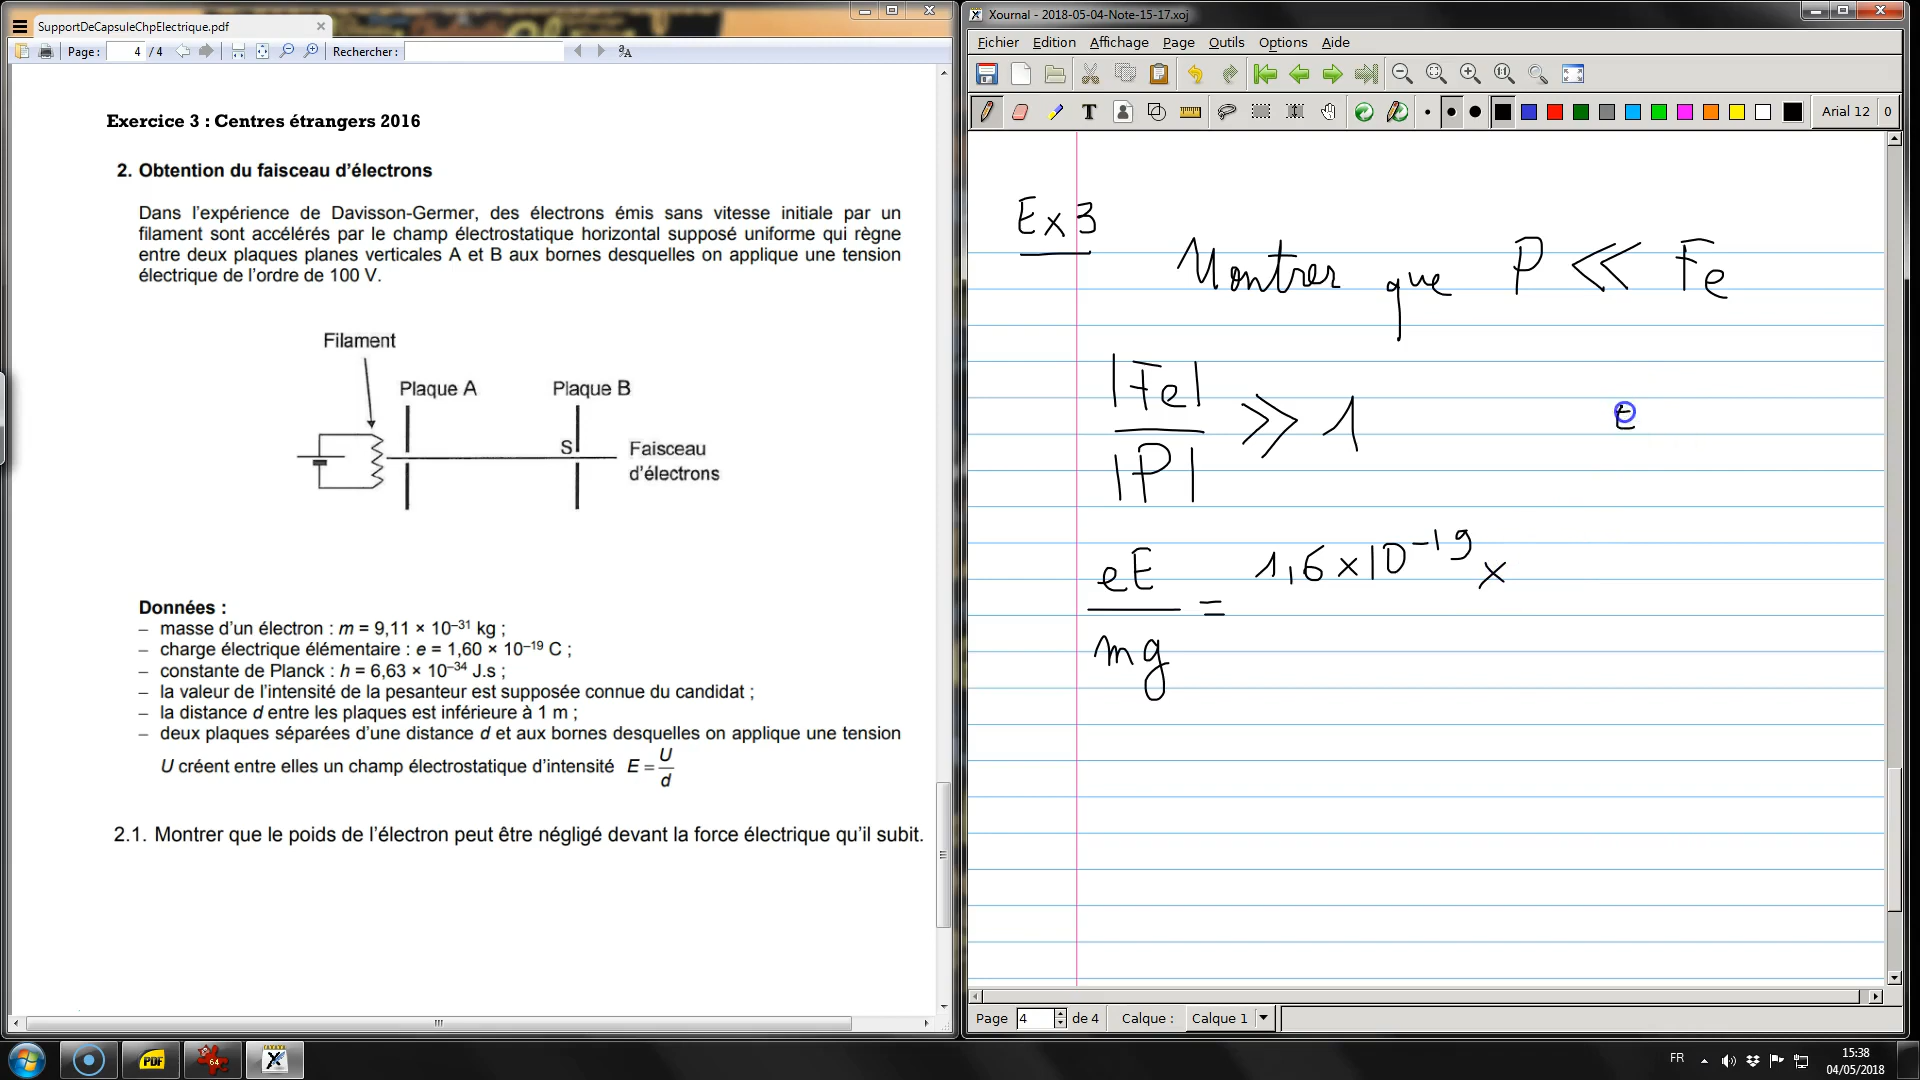 SupportDeCapsuleChpElectrique.pdf
Page : 4 / 4 Rechercher :
Exercice 3 : Centres étrangers 2016
2. Obtention du faisceau d'électrons
Dans l'expérience de Davisson-Germer, des électrons émis sans vitesse initiale par un
filament sont accélérés par le champ électrostatique horizontal supposé uniforme qui règne
entre deux plaques planes verticales A et B aux bornes desquelles on applique une tension
électrique de l'ordre de 100 V.
Filament
Plaque A
Plaque B
S
Faisceau
d'électrons
Données :
– masse d'un électron : m = 9,11 × 10⁻³¹ kg ;
– charge électrique élémentaire : e = 1,60 × 10⁻¹⁹ C ;
– constante de Planck : h = 6,63 × 10⁻³⁴ J.s ;
– la valeur de l'intensité de la pesanteur est supposée connue du candidat ;
– la distance d entre les plaques est inférieure à 1 m ;
– deux plaques séparées d'une distance d et aux bornes desquelles on applique une tension
U créent entre elles un champ électrostatique d'intensité E = U/d
2.1. Montrer que le poids de l'électron peut être négligé devant la force électrique qu'il subit.
Xournal - 2018-05-04-Note-15-17.xoj
Fichier Edition Affichage Page Outils Options Aide
Arial 12
Ex 3
Montrer que P << Fe
|Fe| / |P| >> 1
eE / mg = 1,6 × 10⁻¹⁹ ×
Page 4 de 4 Calque : Calque 1
PDF
64
FR
15:38
04/05/2018